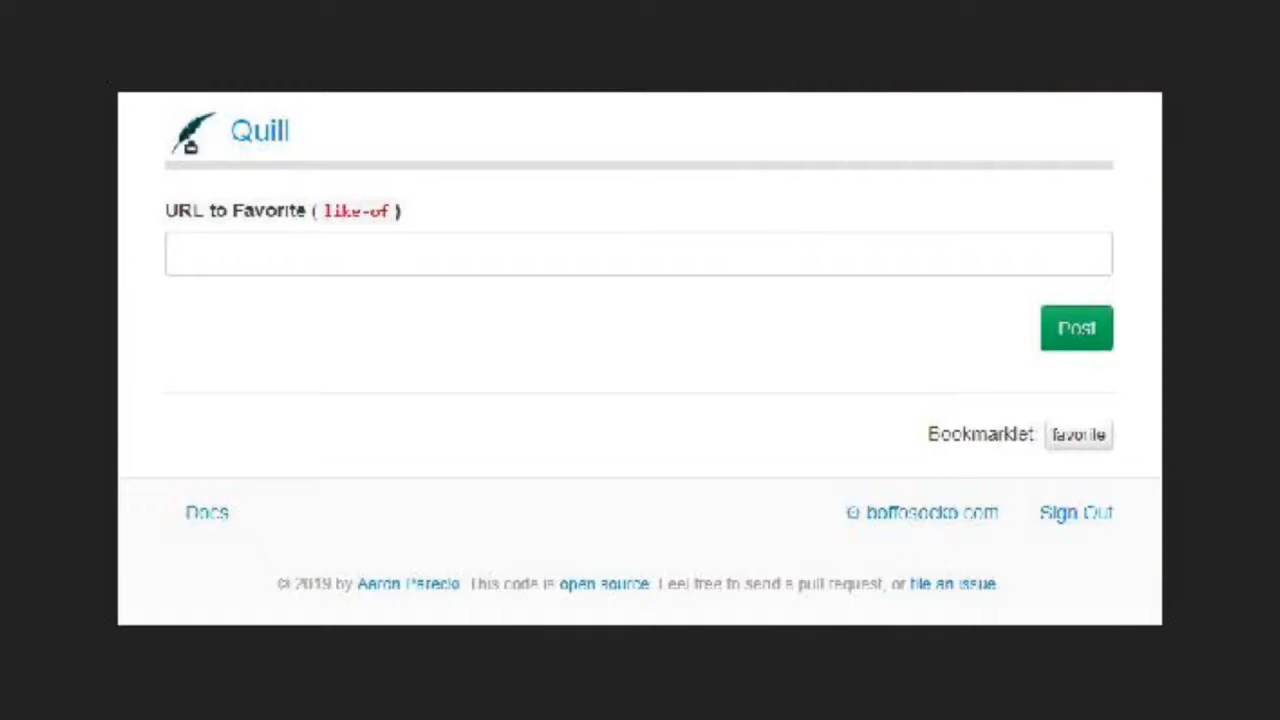 Quill
URL to Favorite ( like-of )
Post
Bookmarklet: favorite
Docs
boffosocko.com
Sign Out
© 2019 by Aaron Parecki. This code is open source. Feel free to send a pull request, or file an issue.